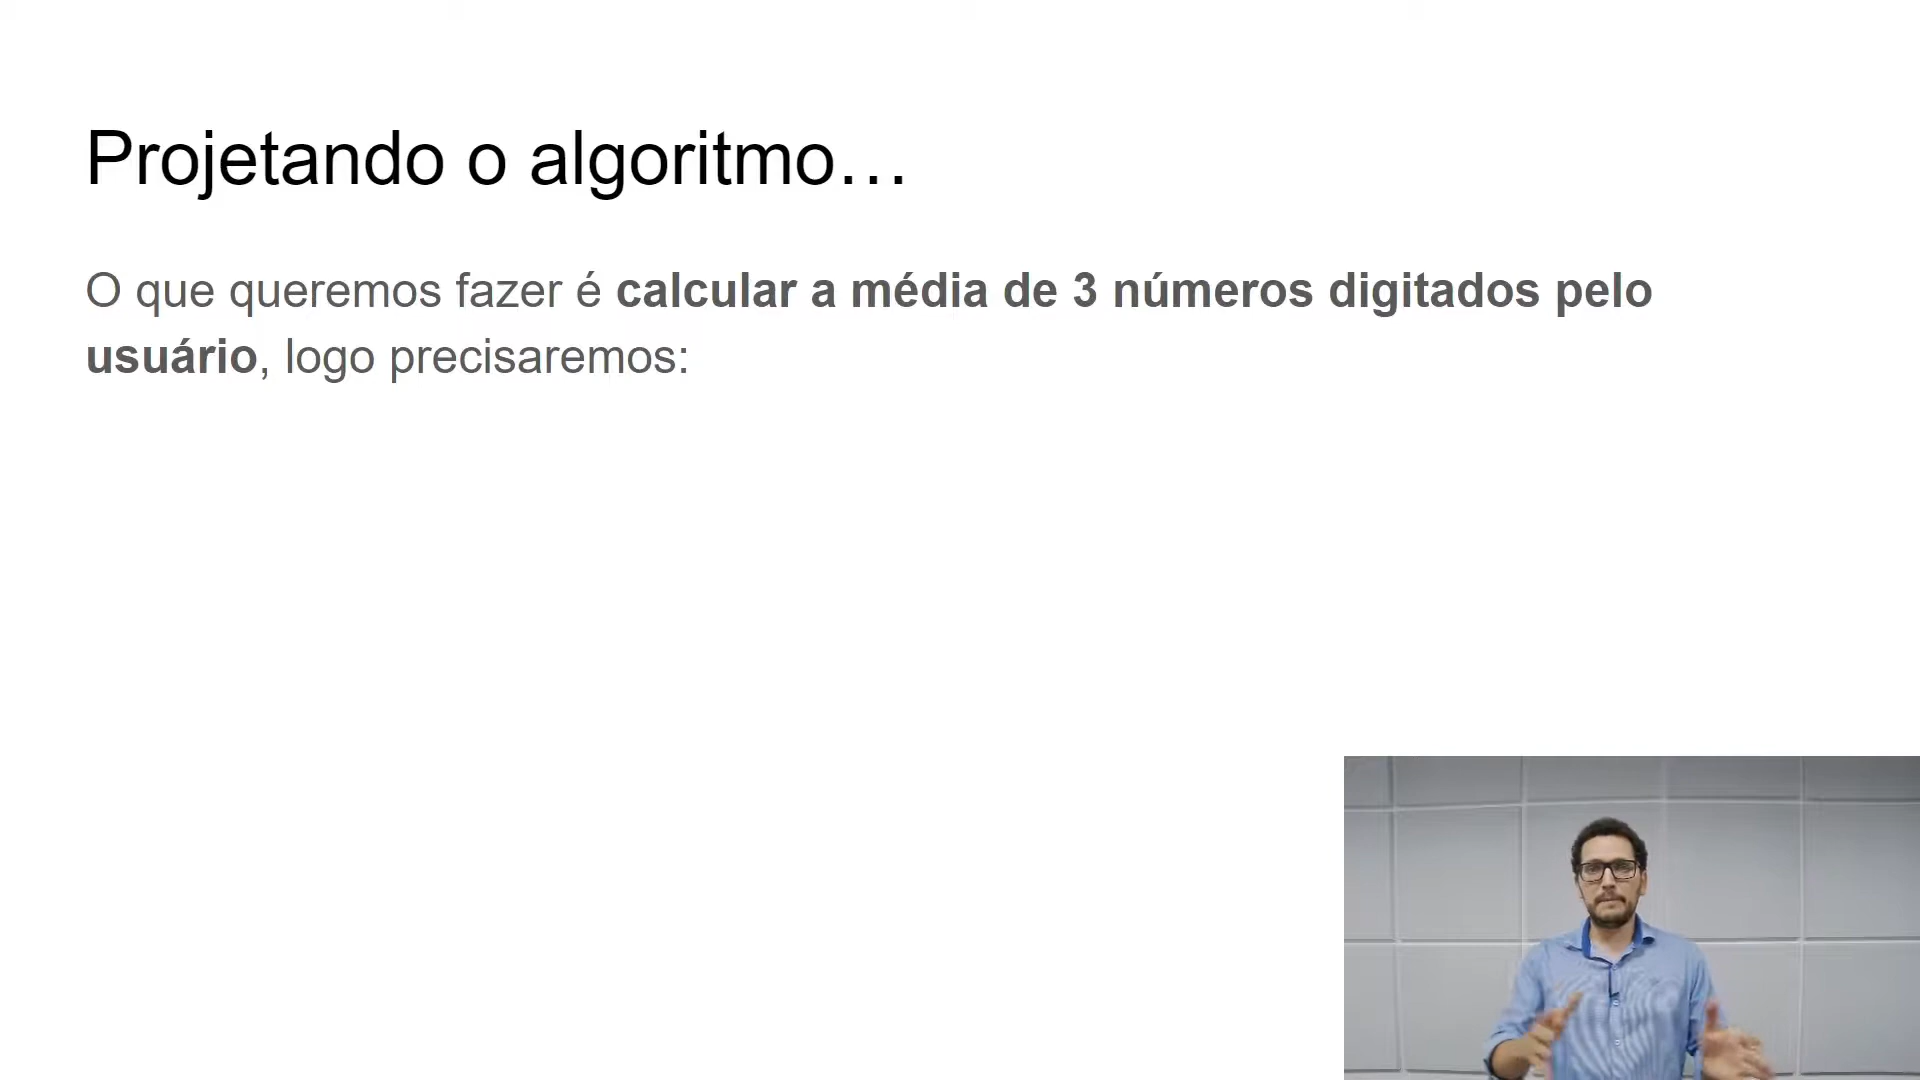 Projetando o algoritmo…
O que queremos fazer é calcular a média de 3 números digitados pelo
usuário, logo precisaremos: